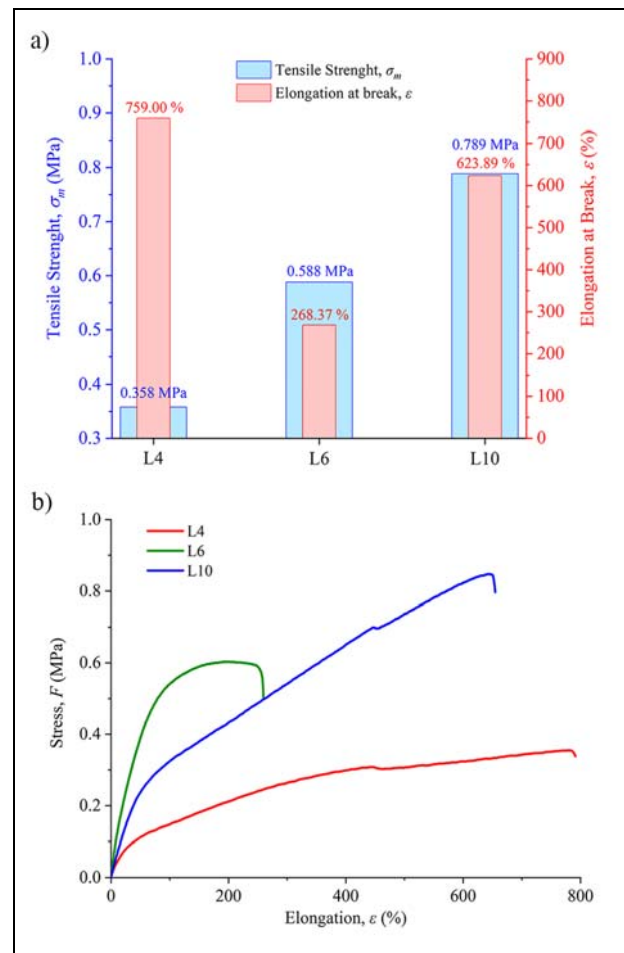 a)
1.0
0.9
0.8
0.7
0.6
0.5
0.4
0.3
Tensile Strenght, σm (MPa)
Tensile Strenght, σm
Elongation at break, ε
759.00 %
0.358 MPa
0.588 MPa
268.37 %
0.789 MPa
623.89 %
900
800
700
600
500
400
300
200
100
0
Elongation at Break, ε (%)
L4 L6 L10
b)
1.0
0.8
0.6
0.4
0.2
0.0
Stress, F (MPa)
L4
L6
L10
0 200 400 600 800
Elongation, ε (%)